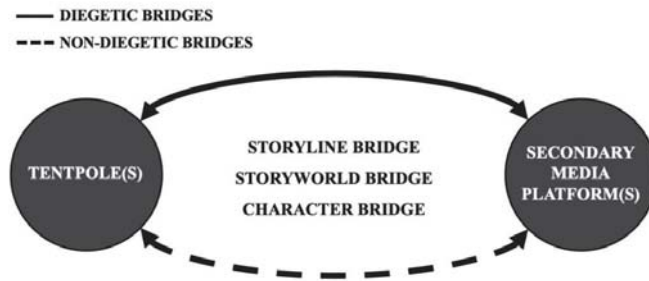 DIEGETIC BRIDGES
NON-DIEGETIC BRIDGES
TENTPOLE(S)
STORYLINE BRIDGE
STORYWORLD BRIDGE
CHARACTER BRIDGE
SECONDARY
MEDIA
PLATFORM(S)